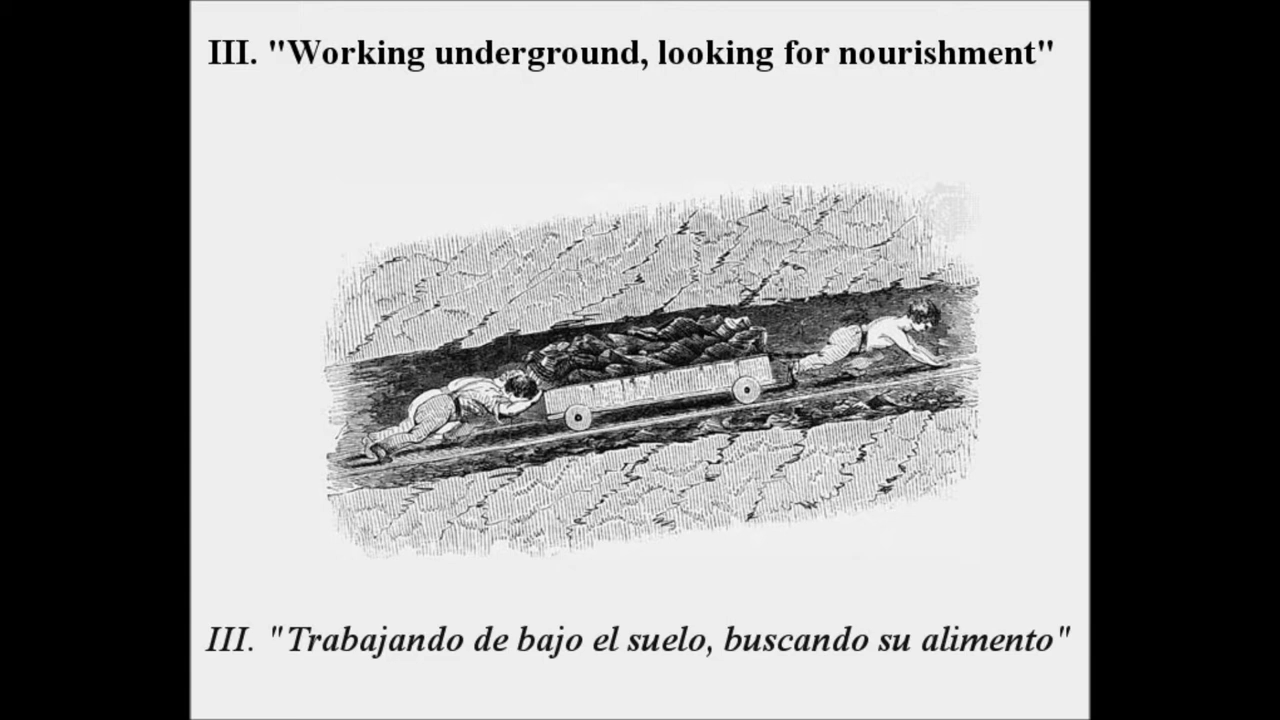 III. "Working underground, looking for nourishment"
III. "Trabajando de bajo el suelo, buscando su alimento"